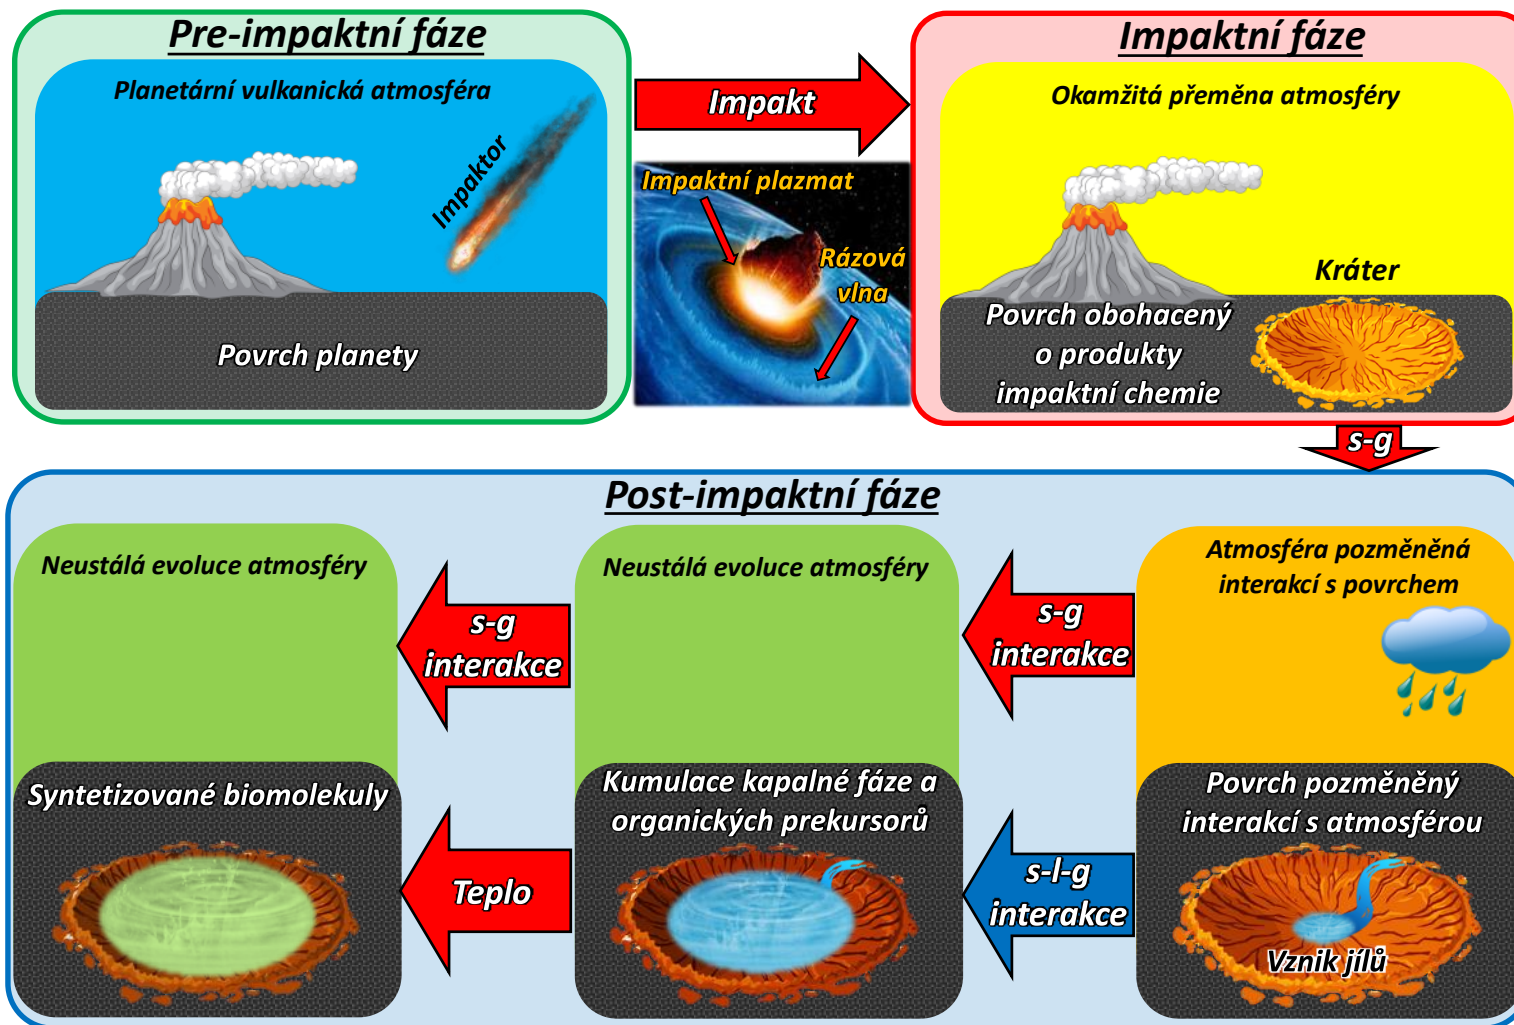 Pre-impaktní fáze
Planetární vulkanická atmosféra
Impaktor
Povrch planety
Impakt
Impaktní plazmat
Rázová
vlna
Impaktní fáze
Okamžitá přeměna atmosféry
Kráter
Povrch obohacený
o produkty
impaktní chemie
s-g
Post-impaktní fáze
Atmosféra pozměněná
interakcí s povrchem
Povrch pozměněný
interakcí s atmosférou
Vznik jílů
s-g
interakce
s-l-g
interakce
Neustálá evoluce atmosféry
Kumulace kapalné fáze a
organických prekursorů
s-g
interakce
Teplo
Neustálá evoluce atmosféry
Syntetizované biomolekuly